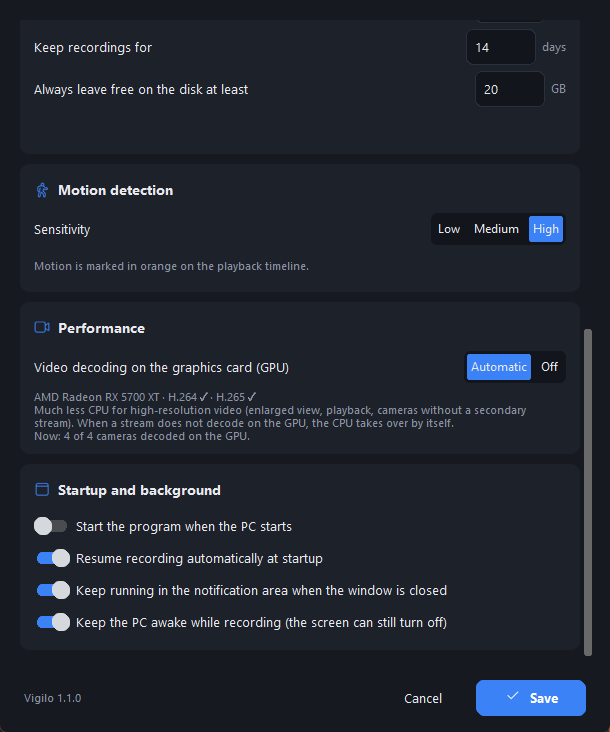 Keep recordings for 14 days
Always leave free on the disk at least 20 GB
Motion detection
Sensitivity Low Medium High
Motion is marked in orange on the playback timeline.
Performance
Video decoding on the graphics card (GPU) Automatic Off
AMD Radeon RX 5700 XT · H.264 ✓ · H.265 ✓
Much less CPU for high-resolution video (enlarged view, playback, cameras without a secondary
stream). When a stream does not decode on the GPU, the CPU takes over by itself.
Now: 4 of 4 cameras decoded on the GPU.
Startup and background
Start the program when the PC starts
Resume recording automatically at startup
Keep running in the notification area when the window is closed
Keep the PC awake while recording (the screen can still turn off)
Vigilo 1.1.0 Cancel ✓ Save